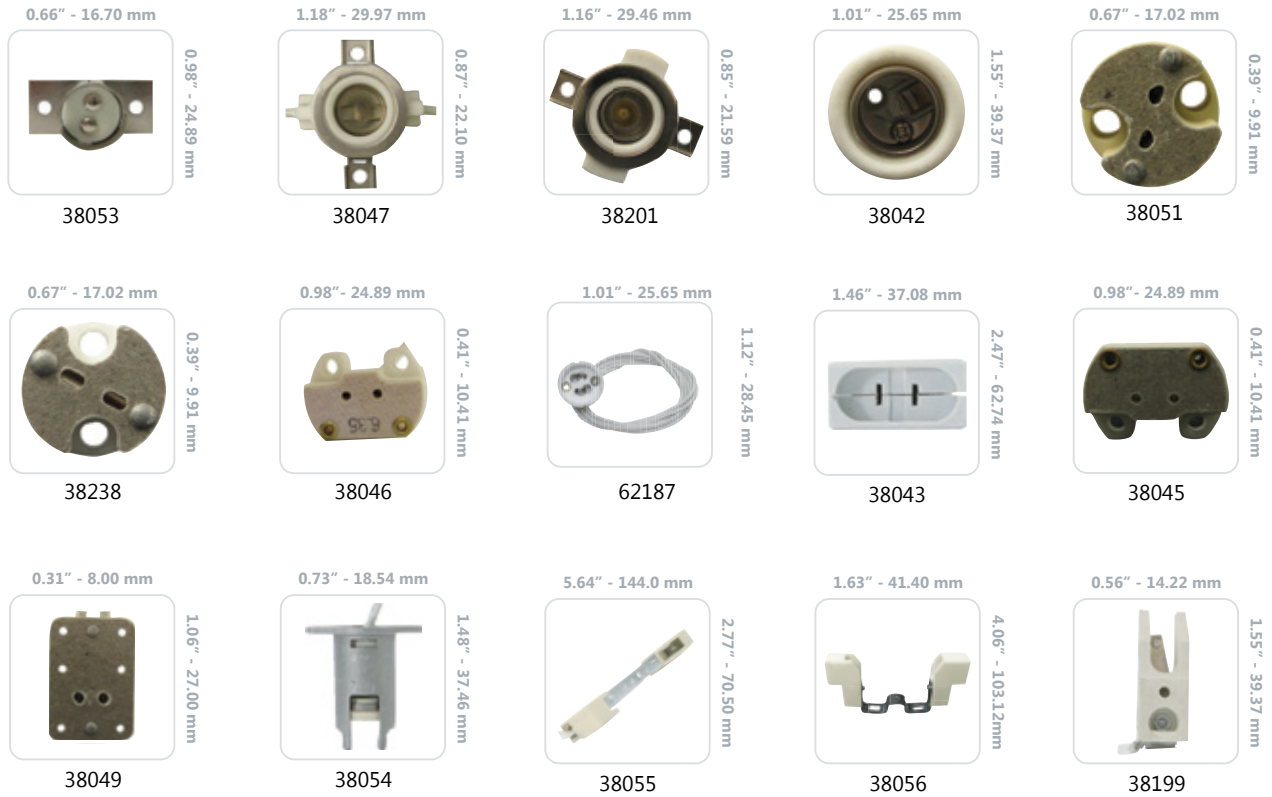 0.66” - 16.70 mm
0.98” - 24.89 mm
38053
1.18” - 29.97 mm
0.87” - 22.10 mm
38047
1.16” - 29.46 mm
0.85” - 21.59 mm
38201
1.01” - 25.65 mm
1.55” - 39.37 mm
38042
0.67” - 17.02 mm
0.39” - 9.91 mm
38051
0.67” - 17.02 mm
0.39” - 9.91 mm
38238
0.98”- 24.89 mm
0.41” - 10.41 mm
6.35
38046
1.01” - 25.65 mm
1.12” - 28.45 mm
62187
1.46” - 37.08 mm
2.47” - 62.74 mm
38043
0.98”- 24.89 mm
0.41” - 10.41 mm
38045
0.31” - 8.00 mm
1.06” - 27.00 mm
38049
0.73” - 18.54 mm
1.48” - 37.46 mm
38054
5.64” - 144.0 mm
2.77” - 70.50 mm
38055
1.63” - 41.40 mm
4.06” - 103.12mm
38056
0.56” - 14.22 mm
1.55” - 39.37 mm
38199